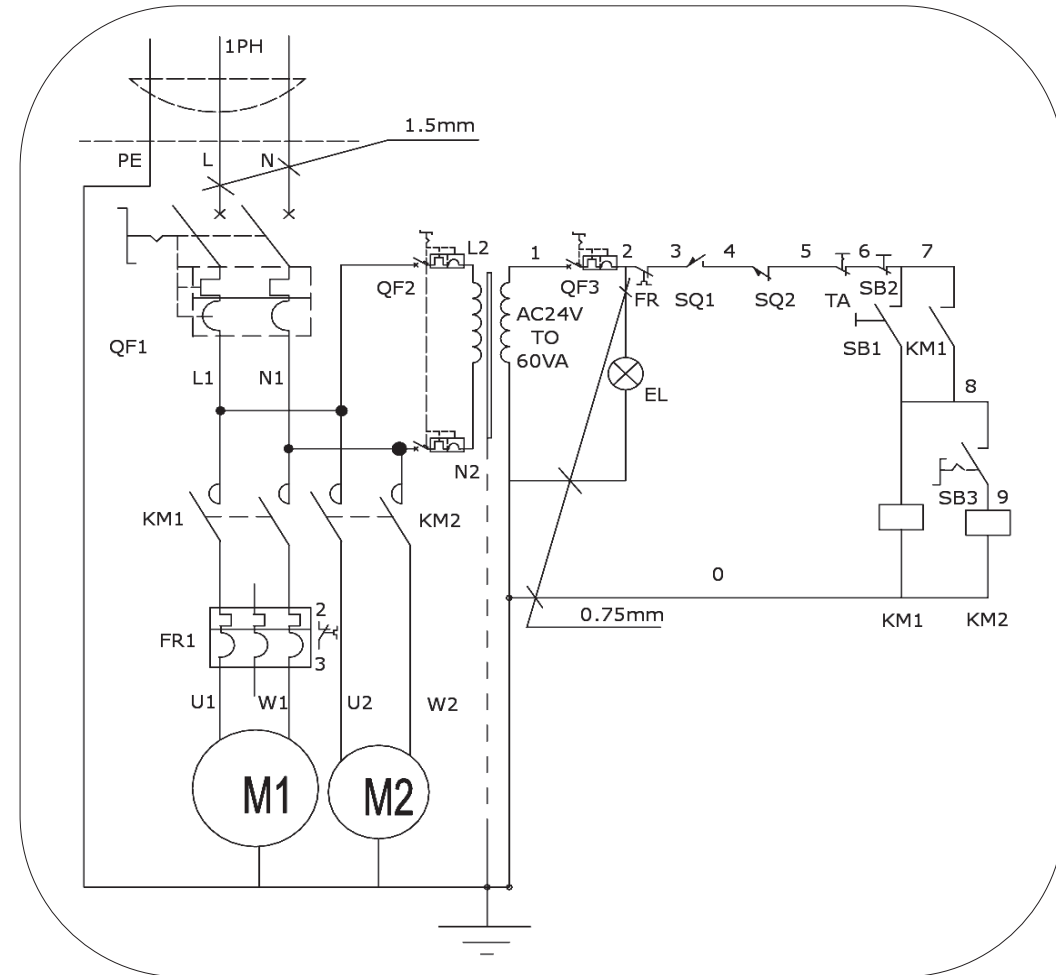 1PH
1.5mm
PE L N
L2 1 2 3 4 5 6 7
QF2 QF3 FR SQ1 SQ2 TA SB2
AC24V
TO
60VA
QF1
SB1 KM1
L1 N1
EL
8
N2
SB3 9
KM1 KM2
0
2
0.75mm
FR1
KM1 KM2
3
U1 W1 U2 W2
M1 M2